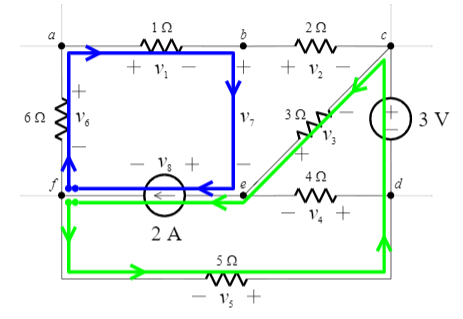 1 Ω 2 Ω
a b c
+ v₁ − + + v₂ −
6 Ω + v₆ − v₇ − 3 Ω + v₃ − + − 3 V
− v₈ + 4 Ω
f e d
− v₄ +
2 A
5 Ω
− v₅ +